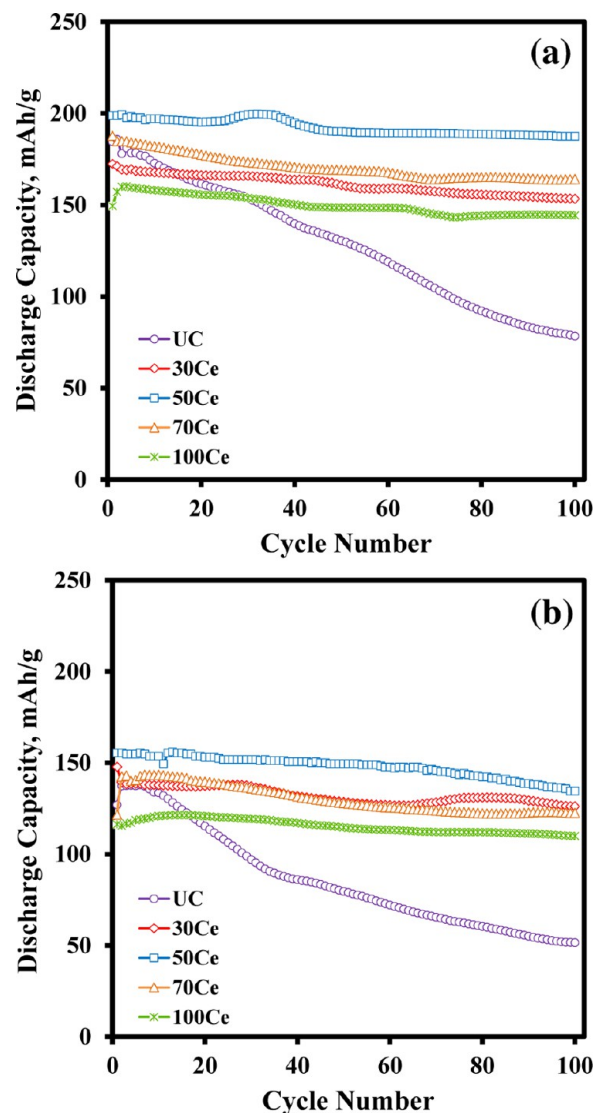 (a)
250
200
150
100
50
0
Discharge Capacity, mAh/g
UC
30Ce
50Ce
70Ce
100Ce
0 20 40 60 80 100
Cycle Number
(b)
250
200
150
100
50
0
Discharge Capacity, mAh/g
UC
30Ce
50Ce
70Ce
100Ce
0 20 40 60 80 100
Cycle Number